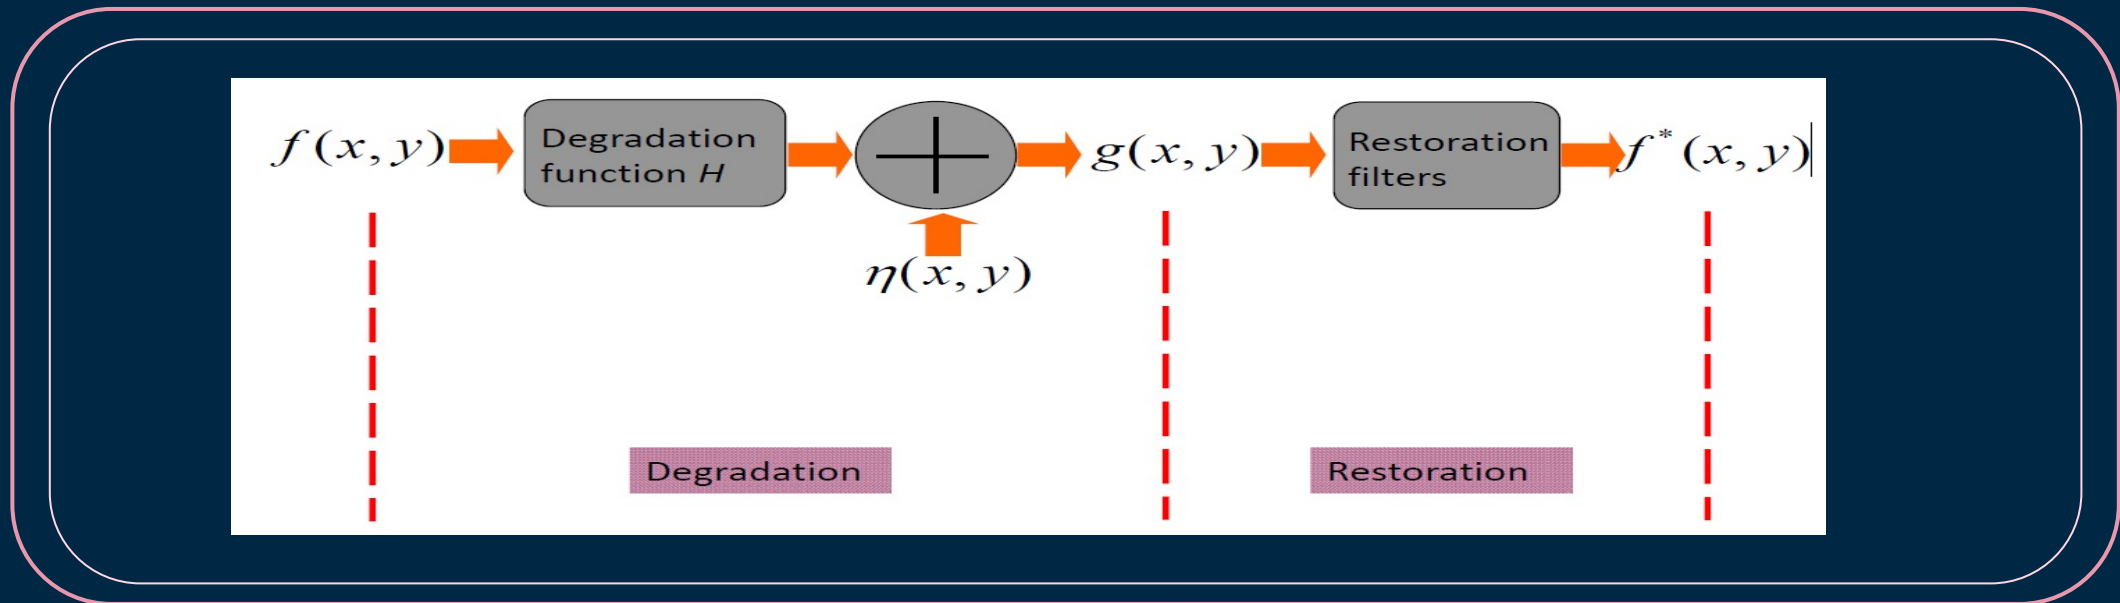 f(x, y)
Degradation
function H
g(x, y)
Restoration
filters
f*(x, y)
η(x, y)
Degradation
Restoration